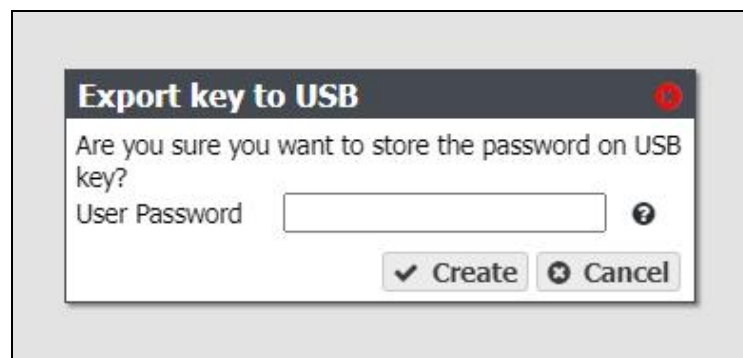 Export key to USB
Are you sure you want to store the password on USB
key?
User Password
Create Cancel